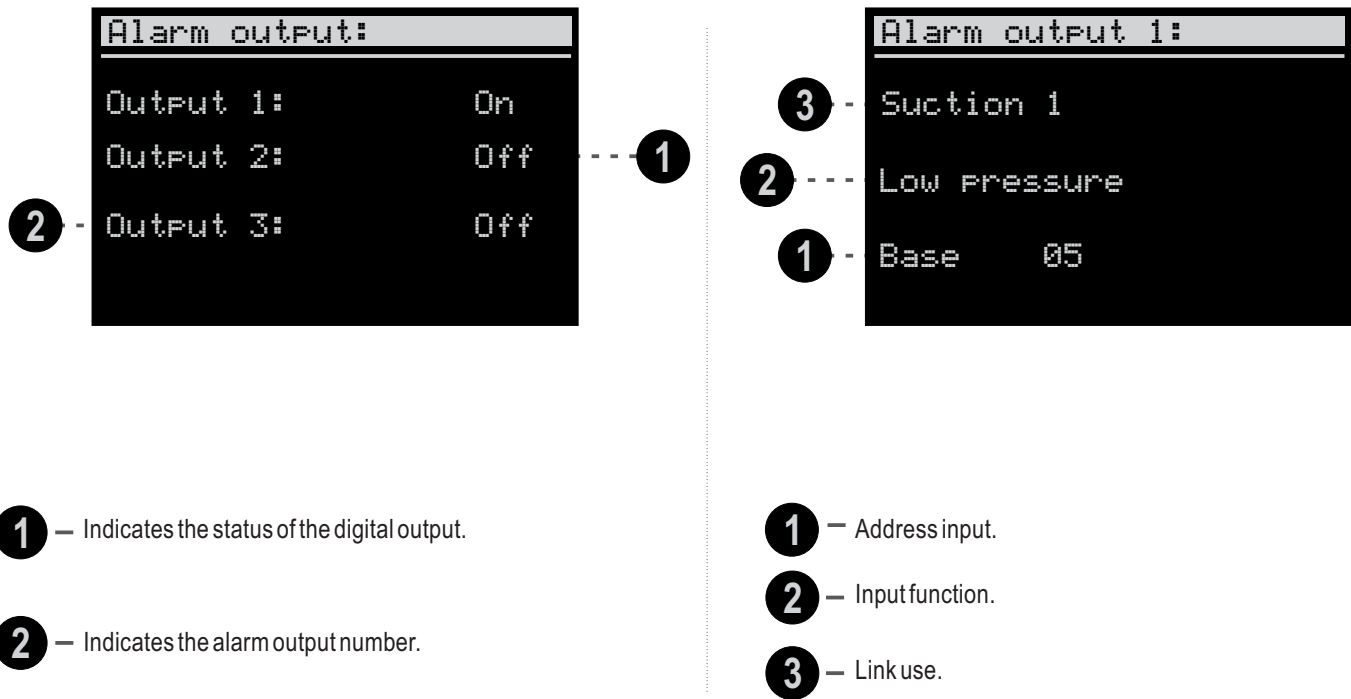 Alarm output:
Output 1: On
Output 2: Off
1
2
Output 3: Off
1 – Indicates the status of the digital output.
2 – Indicates the alarm output number.
Alarm output 1:
3
Suction 1
2
Low pressure
1
Base 05
1 – Address input.
2 – Input function.
3 – Link use.